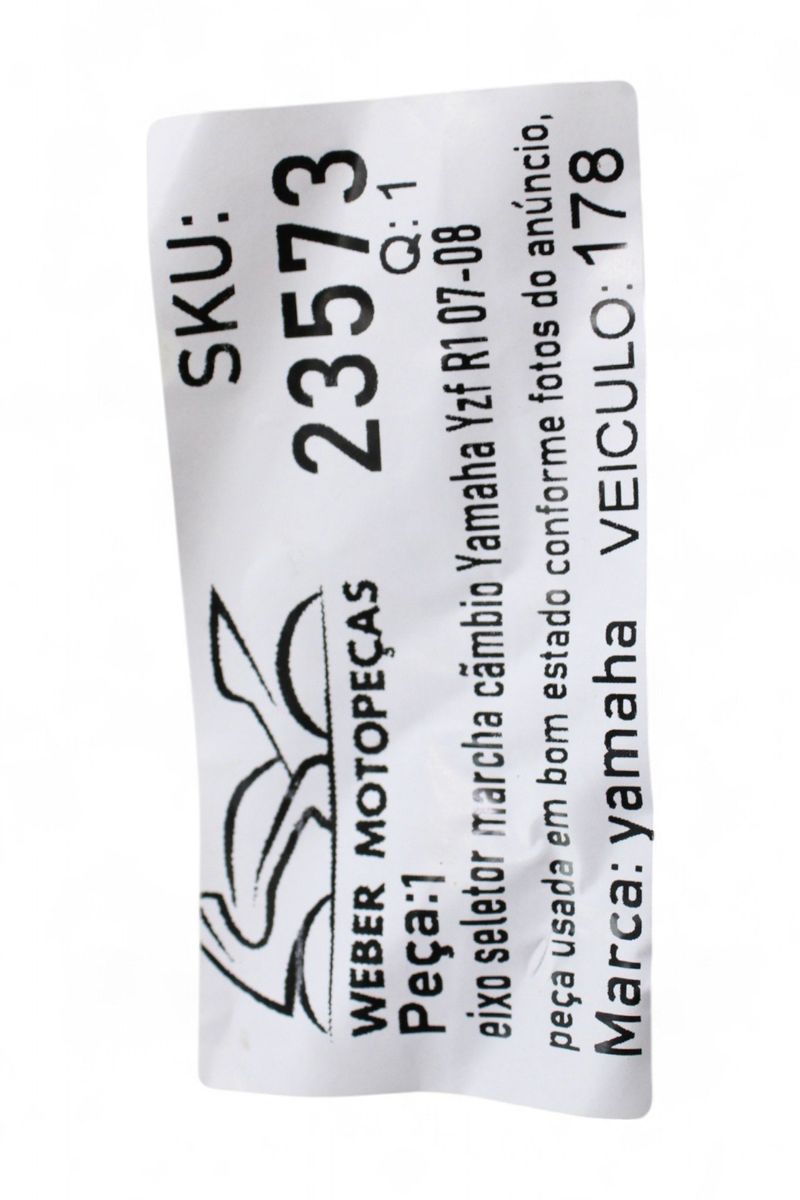 SKU:
23573
Q: 1
WEBER MOTOPEÇAS
Peça:1
eixo seletor marcha cãmbio Yamaha Yzf R1 07-08
peça usada em bom estado conforme fotos do anúncio,
Marca: yamaha VEICULO: 178